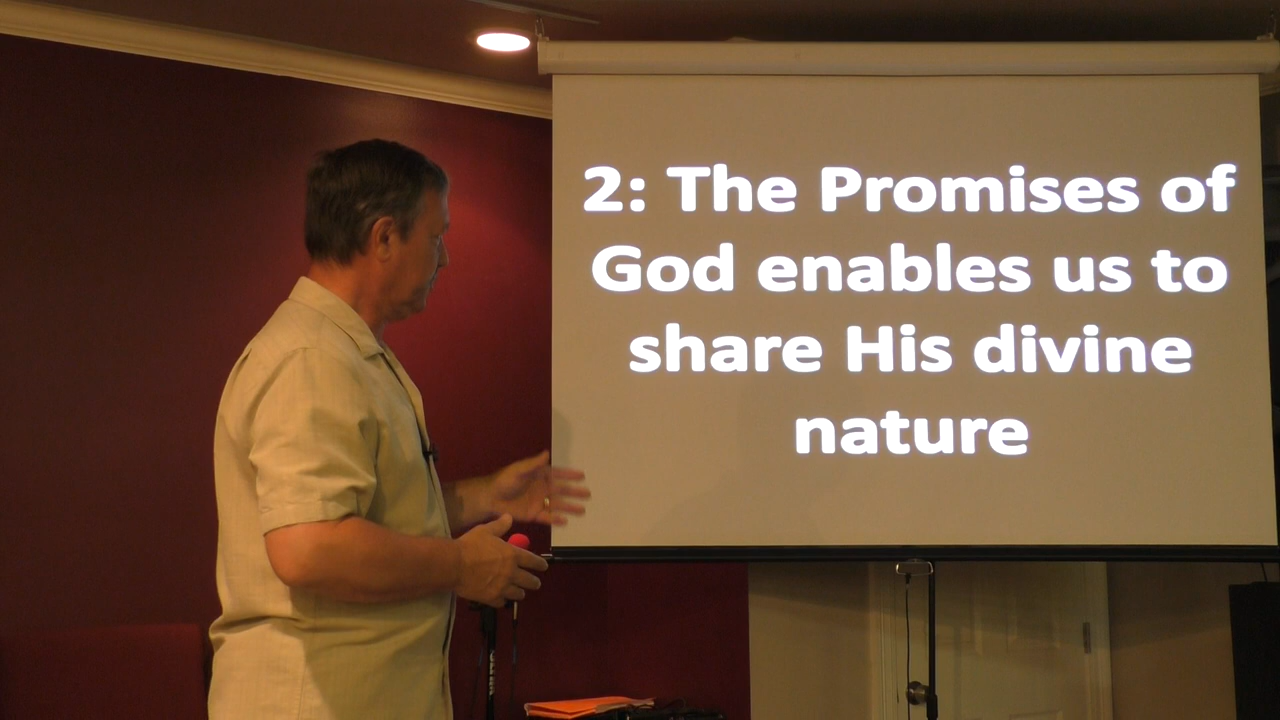 2: The Promises of
God enables us to
share His divine
nature